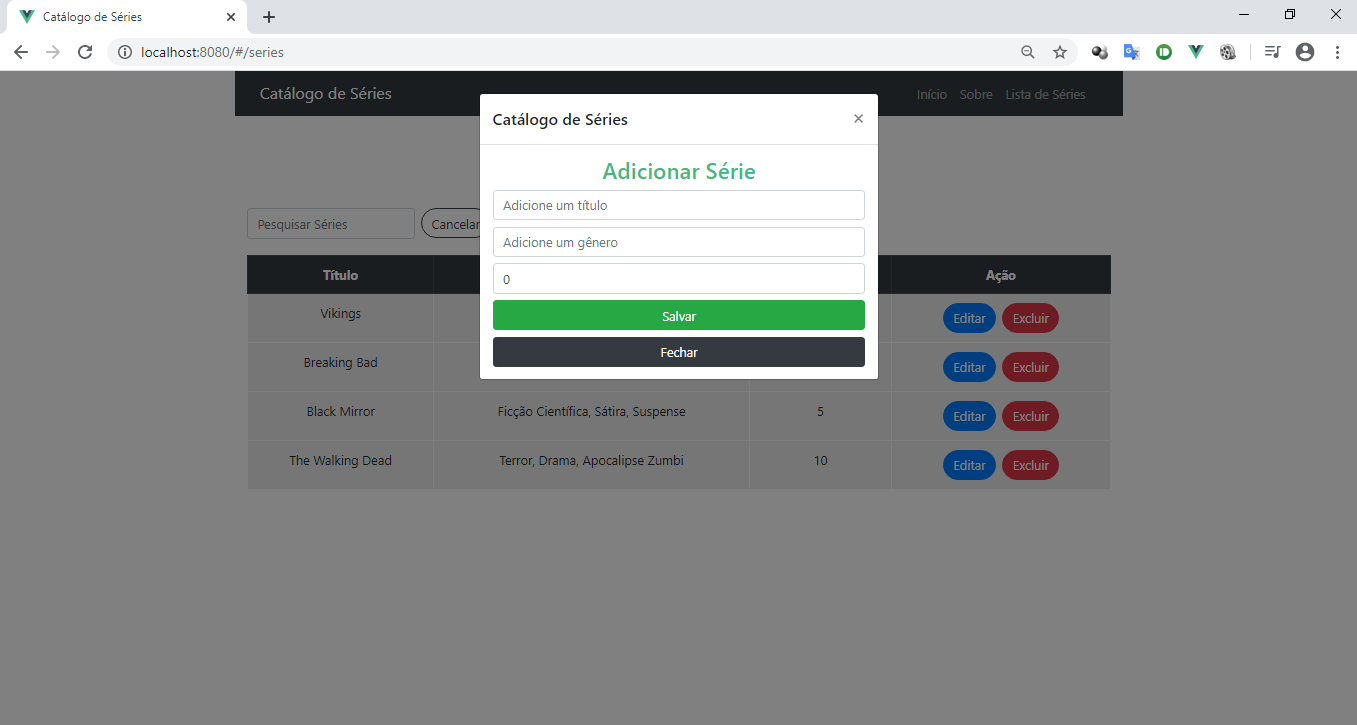 Catálogo de Séries
localhost:8080/#/series
Catálogo de Séries
Início Sobre Lista de Séries
Catálogo de Séries ×
Adicionar Série
Adicione um título
Adicione um gênero
0
Salvar
Fechar
Pesquisar Séries Cancelar
Título Ação
Vikings Editar Excluir
Breaking Bad Editar Excluir
Black Mirror Ficção Científica, Sátira, Suspense 5 Editar Excluir
The Walking Dead Terror, Drama, Apocalipse Zumbi 10 Editar Excluir